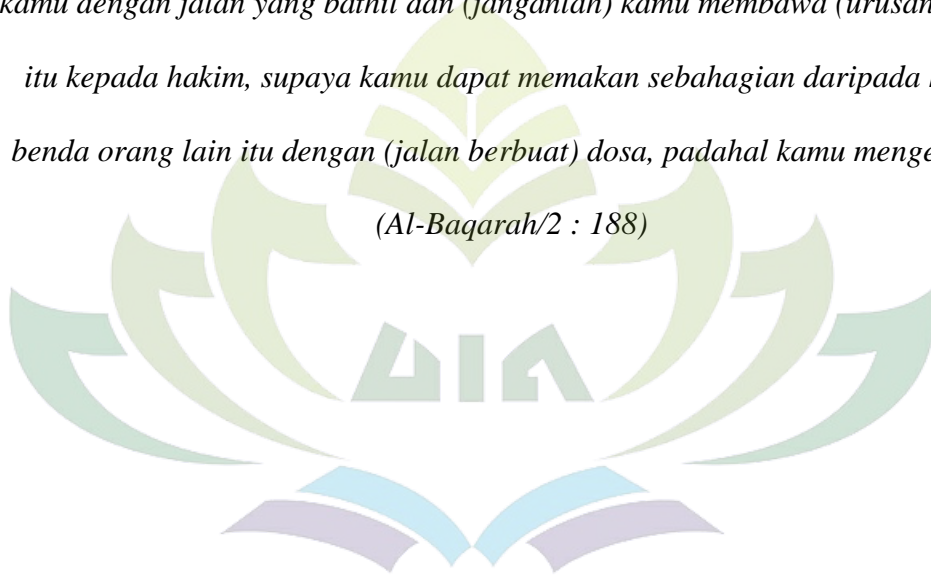 kamu dengan jalan yang bathil dan (janganlah) kamu membawa (urusan
itu kepada hakim, supaya kamu dapat memakan sebahagian daripada
benda orang lain itu dengan (jalan berbuat) dosa, padahal kamu menge
(Al-Baqarah/2 : 188)
UIN